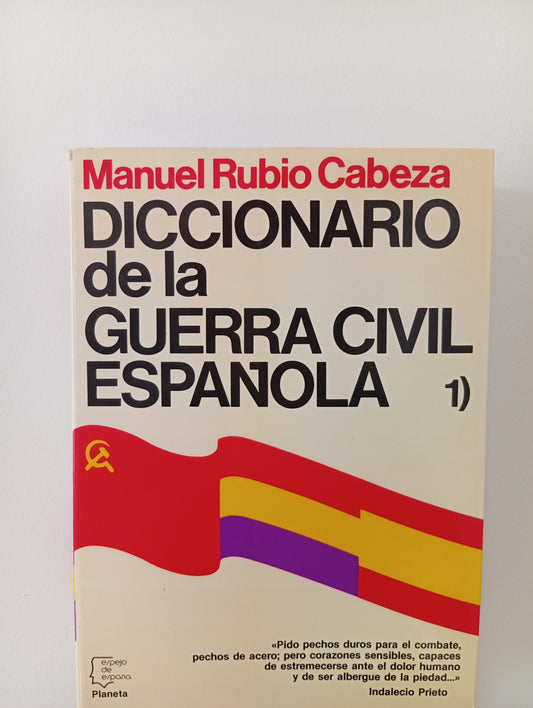 Manuel Rubio Cabeza
DICCIONARIO
de la
GUERRA CIVIL
ESPAÑOLA 1)
«Pido pechos duros para el combate,
pechos de acero; pero corazones sensibles, capaces
de estremecerse ante el dolor humano
y de ser albergue de la piedad...»
Indalecio Prieto
espejo
de
españa
Planeta